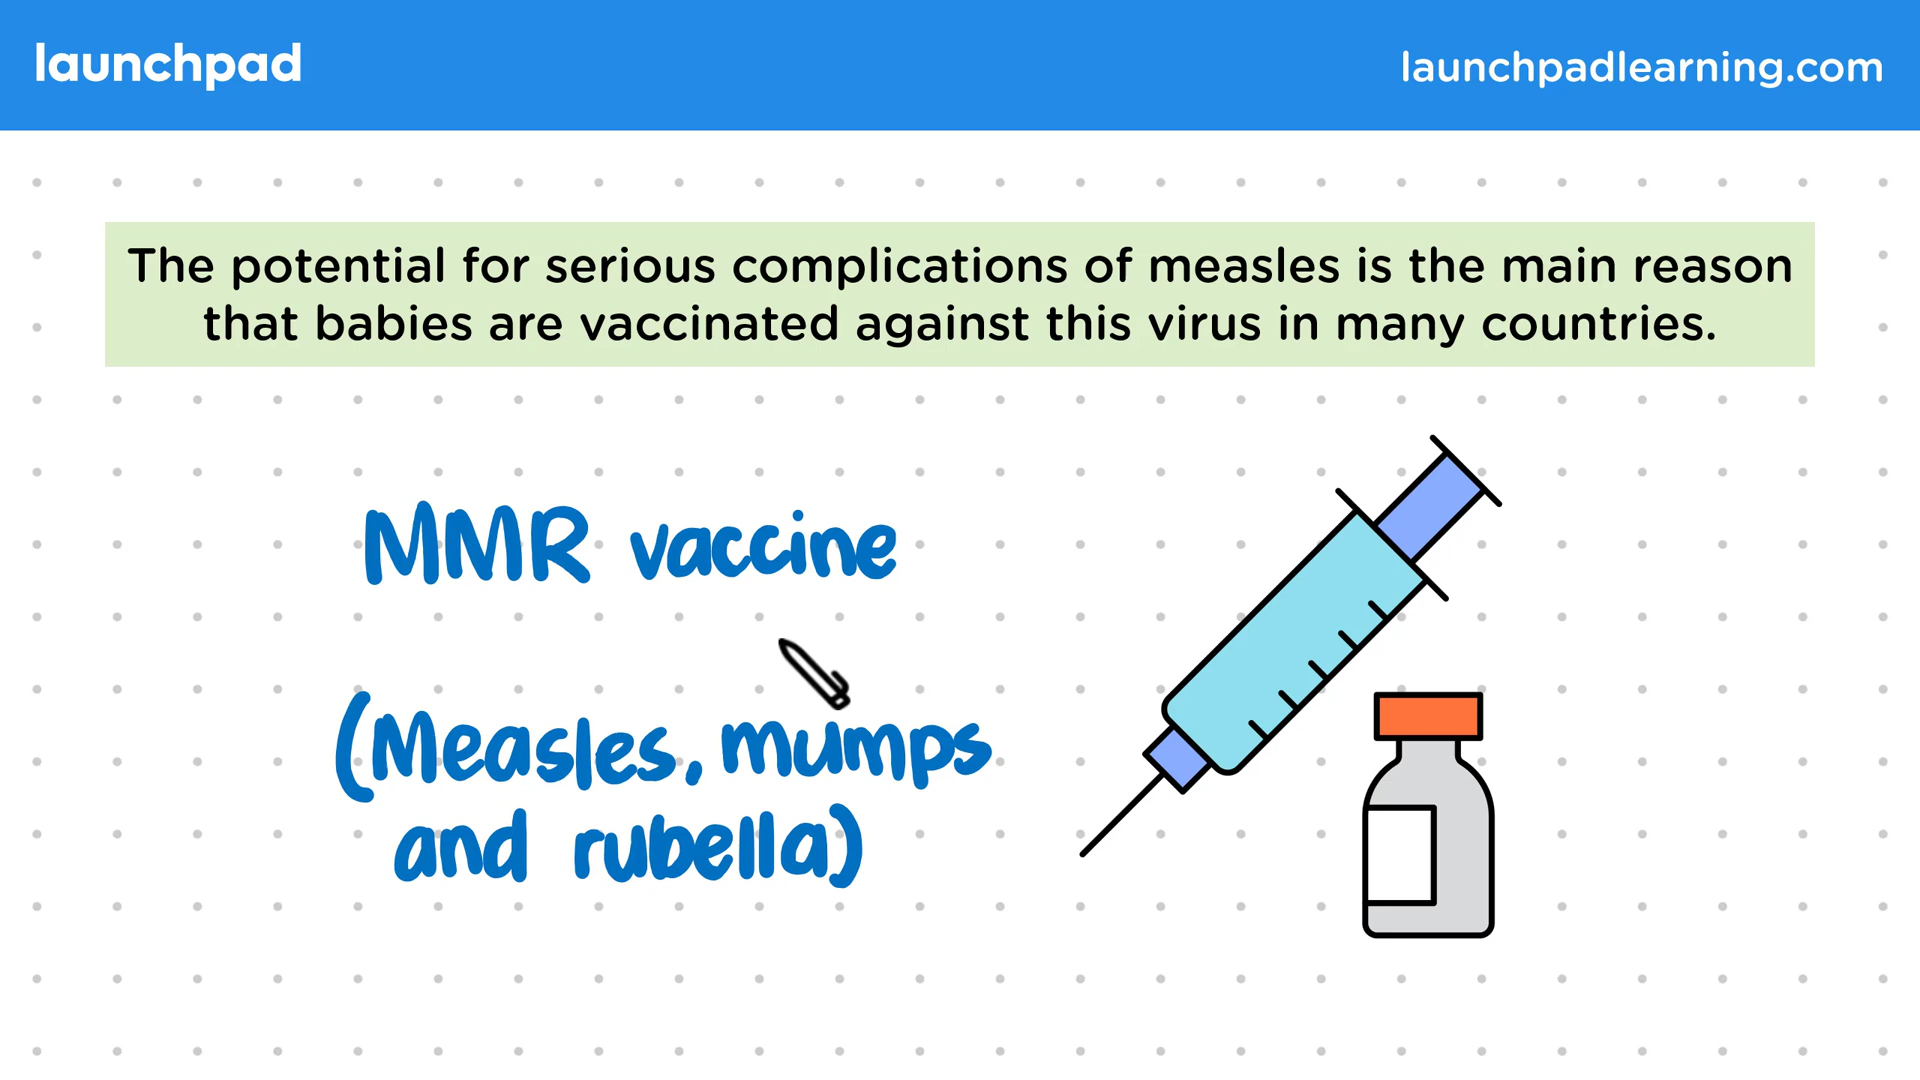 launchpad
launchpadlearning.com
The potential for serious complications of measles is the main reason
that babies are vaccinated against this virus in many countries.
MMR vaccine
(Measles, mumps
and rubella)